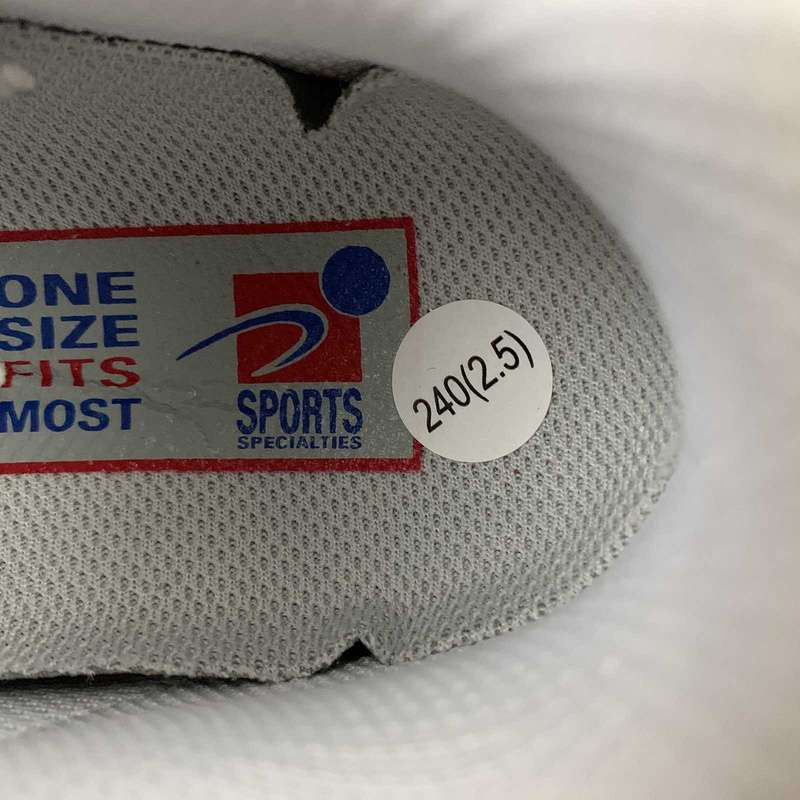 ONE
SIZE
FITS
MOST
SPORTS
SPECIALTIES
240(2.5)